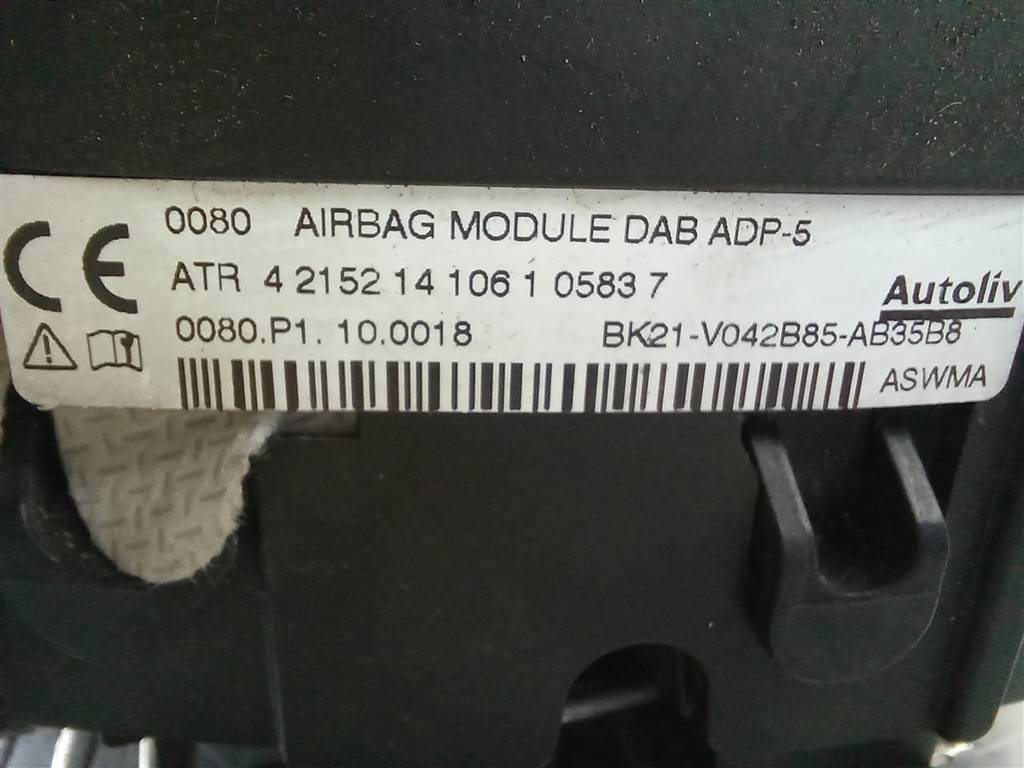 CE 0080 AIRBAG MODULE DAB ADP-5
ATR 4 2152 14 106 1 0583 7
Autoliv
0080.P1. 10.0018 BK21-V042B85-AB35B8
ASWMA